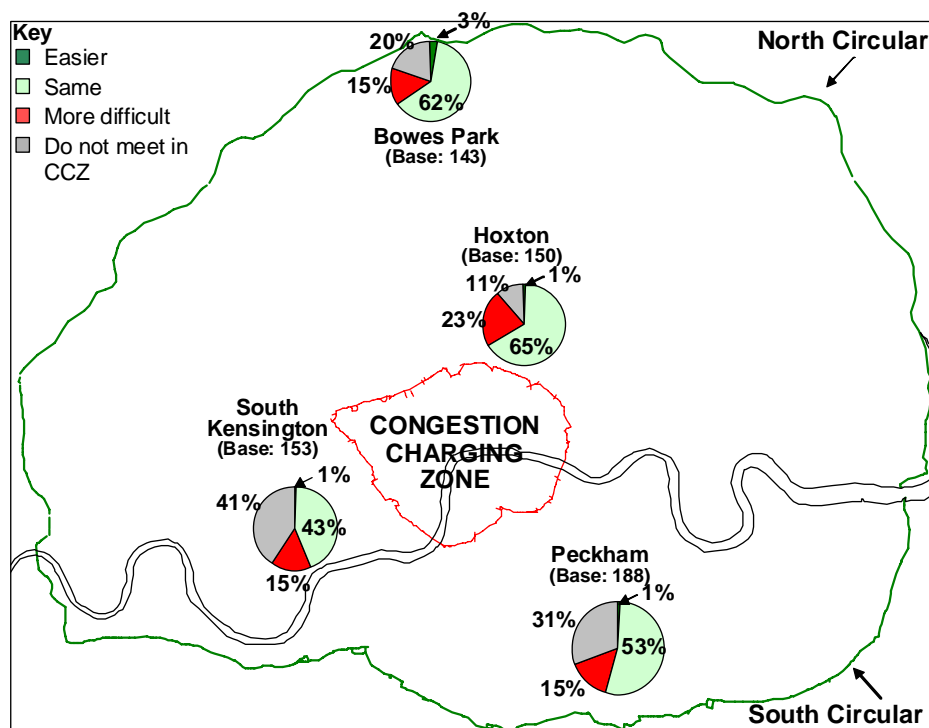 Key
Easier
Same
More difficult
Do not meet in
CCZ
North Circular
3%
20%
15%
62%
Bowes Park
(Base: 143)
Hoxton
(Base: 150)
11%
1%
23%
65%
South
Kensington
(Base: 153)
1%
41%
43%
15%
CONGESTION
CHARGING
ZONE
Peckham
(Base: 188)
1%
31%
53%
15%
South Circular